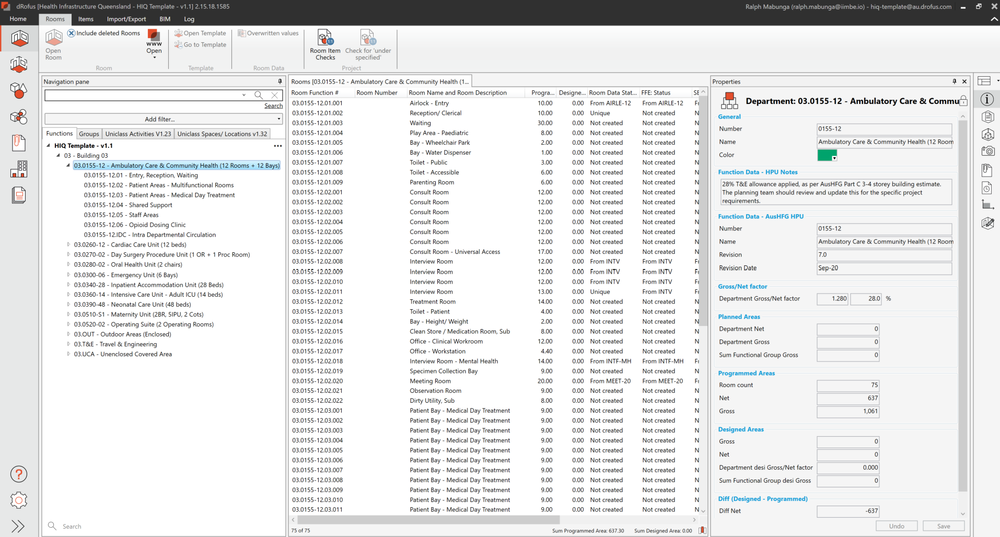 dRofus [Health Infrastructure Queensland - HIQ Template - v1.1] 2.15.18.1585
Ralph Mabunga (ralph.mabunga@iimbe.io) - hiq-template@au.drofus.com
Home Rooms Items Import/Export BIM Log
Open Room
Include deleted Rooms
www Open
Room
Open Template
Go to Template
Template
Overwritten values
Room Data
1:1
Room Item Checks
1:1
Check for 'under specified'
Project
Navigation pane
Search
Add filter...
Functions Groups Uniclass Activities V1.23 Uniclass Spaces/ Locations v1.32
HIQ Template - v1.1
03 - Building 03
03.0155-12 - Ambulatory Care & Community Health (12 Rooms + 12 Bays)
03.0155-12.01 - Entry, Reception, Waiting
03.0155-12.02 - Patient Areas - Multifunctional Rooms
03.0155-12.03 - Patient Areas - Medical Day Treatment
03.0155-12.04 - Shared Support
03.0155-12.05 - Staff Areas
03.0155-12.06 - Opioid Dosing Clinic
03.0155-12.IDC - Intra Departmental Circulation
03.0260-12 - Cardiac Care Unit (12 beds)
03.0270-02 - Day Surgery Procedure Unit (1 OR + 1 Proc Room)
03.0280-02 - Oral Health Unit (2 chairs)
03.0300-06 - Emergency Unit (6 Bays)
03.0340-28 - Inpatient Accommodation Unit (28 Beds)
03.0360-14 - Intensive Care Unit - Adult ICU (14 beds)
03.0390-48 - Neonatal Care Unit (48 beds)
03.0510-S1 - Maternity Unit (2BR, 5IPU, 2 Cots)
03.0520-02 - Operating Suite (2 Operating Rooms)
03.OUT - Outdoor Areas (Enclosed)
03.T&E - Travel & Engineering
03.UCA - Unenclosed Covered Area
Search
Rooms [03.0155-12 - Ambulatory Care & Community Health (1...
Room Function # Room Number Room Name and Room Description Progra... Designe... Room Data Stat... FFE: Status SE
03.0155-12.01.001 Airlock - Entry 10.00 0.00 From AIRLE-12 From AIRLE-12 Fr
03.0155-12.01.002 Reception/ Clerical 10.00 0.00 Unique Not created N
03.0155-12.01.003 Waiting 30.00 0.00 Not created Not created N
03.0155-12.01.004 Play Area - Paediatric 8.00 0.00 Not created Not created N
03.0155-12.01.005 Bay - Wheelchair Park 2.00 0.00 Not created Not created N
03.0155-12.01.006 Bay - Water Dispenser 1.00 0.00 Not created Not created N
03.0155-12.01.007 Toilet - Public 3.00 0.00 Not created Not created N
03.0155-12.01.008 Toilet - Accessible 6.00 0.00 Not created Not created N
03.0155-12.01.009 Parenting Room 6.00 0.00 Not created Not created N
03.0155-12.02.001 Consult Room 12.00 0.00 Not created Not created N
03.0155-12.02.002 Consult Room 12.00 0.00 Not created Not created N
03.0155-12.02.003 Consult Room 12.00 0.00 Not created Not created N
03.0155-12.02.004 Consult Room 12.00 0.00 Not created Not created N
03.0155-12.02.005 Consult Room 12.00 0.00 Not created Not created N
03.0155-12.02.006 Consult Room 12.00 0.00 Not created Not created N
03.0155-12.02.007 Consult Room - Universal Access 17.00 0.00 Not created Not created N
03.0155-12.02.008 Interview Room 12.00 0.00 From INTV From INTV Fr
03.0155-12.02.009 Interview Room 12.00 0.00 From INTV From INTV Fr
03.0155-12.02.010 Interview Room 12.00 0.00 From INTV From INTV Fr
03.0155-12.02.011 Interview Room 13.00 0.00 Unique From INTV Fr
03.0155-12.02.012 Treatment Room 14.00 0.00 Not created Not created N
03.0155-12.02.013 Toilet - Patient 4.00 0.00 Not created Not created N
03.0155-12.02.014 Bay - Height/ Weight 2.00 0.00 Not created Not created N
03.0155-12.02.015 Clean Store / Medication Room, Sub 8.00 0.00 Not created Not created N
03.0155-12.02.016 Office - Clinical Workroom 12.00 0.00 Not created Not created N
03.0155-12.02.017 Office - Workstation 4.40 0.00 Not created Not created N
03.0155-12.02.018 Interview Room - Mental Health 14.00 0.00 From INTF-MH From INTF-MH Fr
03.0155-12.02.019 Specimen Collection Bay 9.00 0.00 Not created Not created N
03.0155-12.02.020 Meeting Room 20.00 0.00 From MEET-20 From MEET-20 Fr
03.0155-12.02.021 Observation Room 9.00 0.00 Not created Not created N
03.0155-12.02.022 Dirty Utility, Sub 8.00 0.00 Not created Not created N
03.0155-12.03.001 Patient Bay - Medical Day Treatment 9.00 0.00 Not created Not created N
03.0155-12.03.002 Patient Bay - Medical Day Treatment 9.00 0.00 Not created Not created N
03.0155-12.03.003 Patient Bay - Medical Day Treatment 9.00 0.00 Not created Not created N
03.0155-12.03.004 Patient Bay - Medical Day Treatment 9.00 0.00 Not created Not created N
03.0155-12.03.005 Patient Bay - Medical Day Treatment 9.00 0.00 Not created Not created N
03.0155-12.03.006 Patient Bay - Medical Day Treatment 9.00 0.00 Not created Not created N
03.0155-12.03.007 Patient Bay - Medical Day Treatment 9.00 0.00 Not created Not created N
03.0155-12.03.008 Patient Bay - Medical Day Treatment 9.00 0.00 Not created Not created N
03.0155-12.03.009 Patient Bay - Medical Day Treatment 9.00 0.00 Not created Not created N
03.0155-12.03.010 Patient Bay - Medical Day Treatment 9.00 0.00 Not created Not created N
03.0155-12.03.011 Patient Bay - Medical Day Treatment 9.00 0.00 Not created Not created N
75 of 75 Sum Programmed Area: 637.30 Sum Designed Area: 0.00
Properties
Department: 03.0155-12 - Ambulatory Care & Commu
General
Number 0155-12
Name Ambulatory Care & Community Health (12 Room
Color
Function Data - HPU Notes
28% T&E allowance applied, as per AusHFG Part C 3-4 storey building estimate.
The planning team should review and update this for the specific project
requirements.
Function Data - AusHFG HPU
Number 0155-12
Name Ambulatory Care & Community Health (12 Room
Revision 7.0
Revision Date Sep-20
Gross/Net factor
Department Gross/Net factor 1.280 28.0 %
Planned Areas
Department Net 0
Department Gross 0
Sum Functional Group Gross 0
Programmed Areas
Room count 75
Net 637
Gross 1,061
Designed Areas
Gross 0
Net 0
Department desi Gross/Net factor 0.000
Sum Functional Group desi Gross 0
Diff (Designed - Programmed)
Diff Net -637
Undo Save